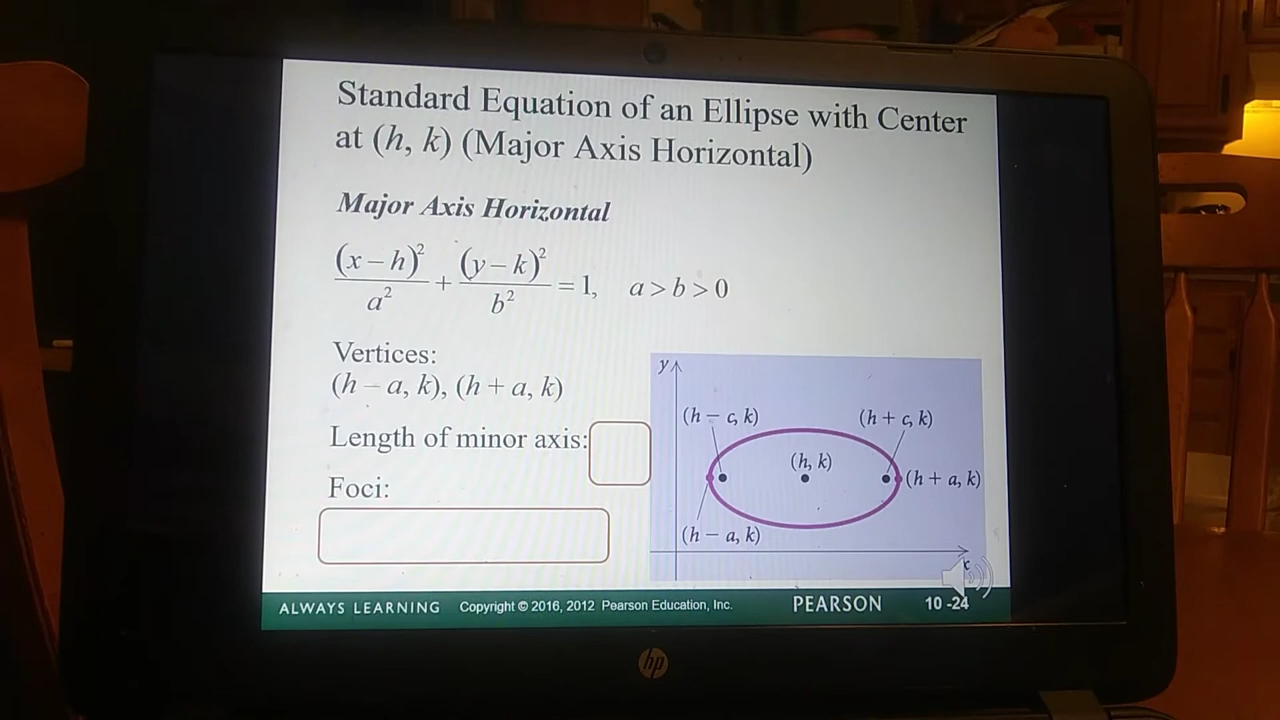 Standard Equation of an Ellipse with Center
at (h, k) (Major Axis Horizontal)
Major Axis Horizontal
(x – h)²/a² + (y – k)²/b² = 1, a > b > 0
Vertices:
(h – a, k), (h + a, k)
Length of minor axis:
Foci:
y
(h – c, k) (h + c, k)
(h, k)
(h + a, k)
(h – a, k)
x
ALWAYS LEARNING Copyright © 2016, 2012 Pearson Education, Inc. PEARSON 10 -24
hp